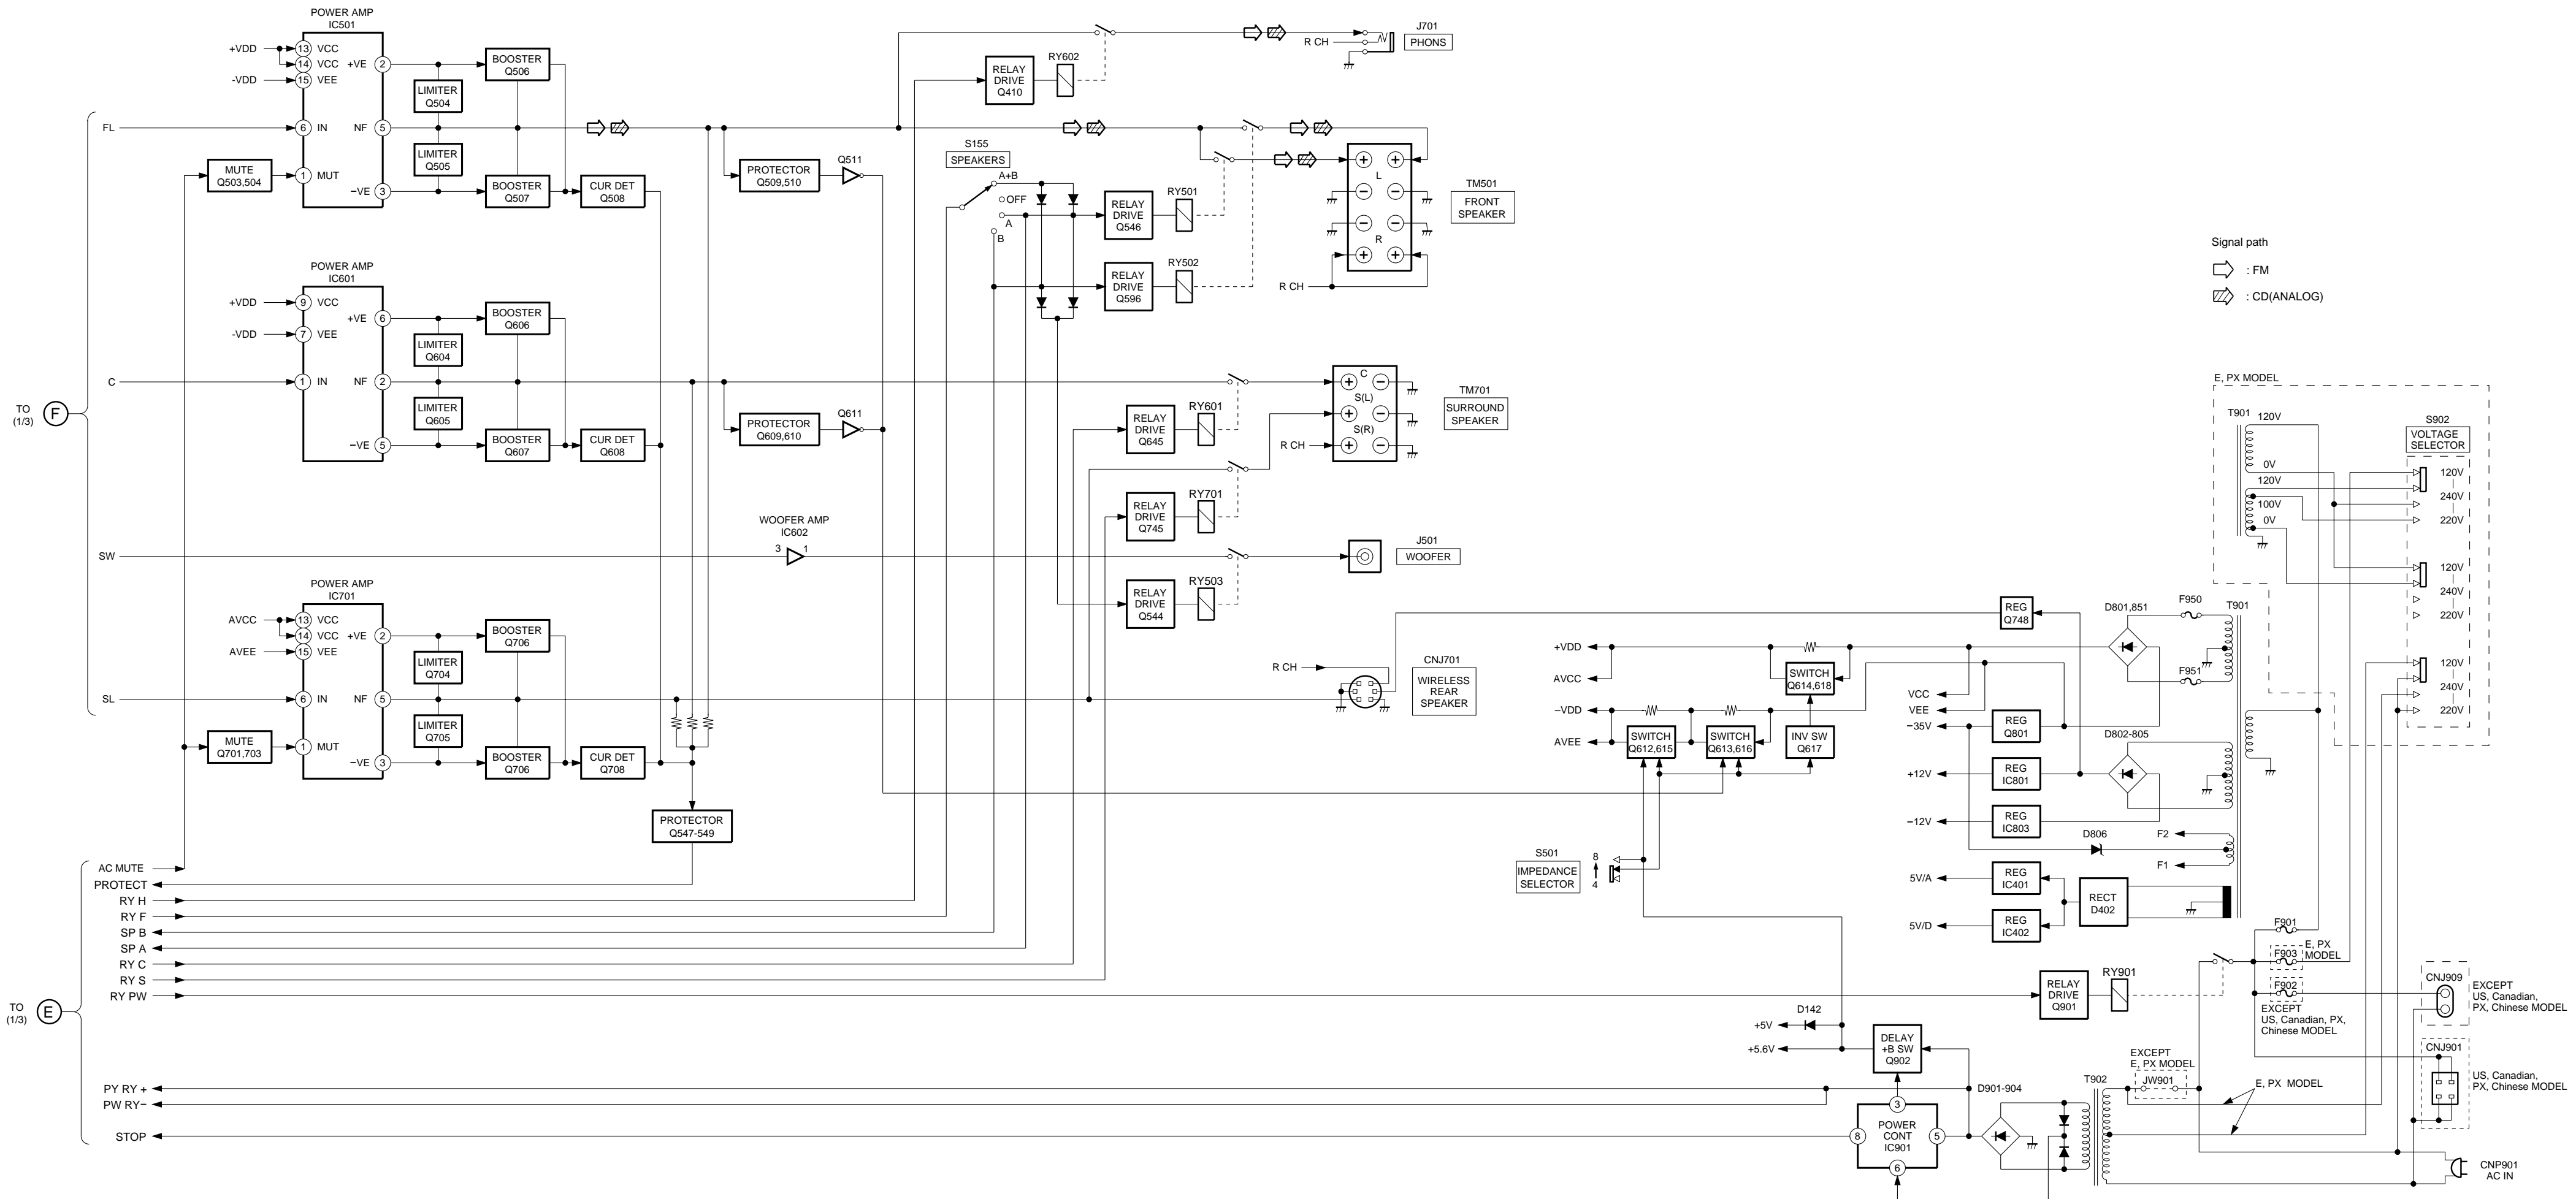 POWER AMP
IC501
+VDD
-VDD
13 VCC
14 VCC +VE 2
15 VEE
6 IN NF 5
1 MUT
−VE 3
LIMITER
Q504
LIMITER
Q505
BOOSTER
Q506
BOOSTER
Q507
CUR DET
Q508
MUTE
Q503,504
FL
PROTECTOR
Q509,510
Q511
RELAY
DRIVE
Q410
RY602
R CH
J701
PHONS
S155
SPEAKERS
A+B
OFF
A
B
RELAY
DRIVE
Q546
RY501
RELAY
DRIVE
Q596
RY502
+ +
L
− −
− −
R
+ +
R CH
TM501
FRONT
SPEAKER
Signal path
: FM
: CD(ANALOG)
POWER AMP
IC601
+VDD
-VDD
9 VCC
+VE 6
7 VEE
1 IN NF 2
−VE 5
LIMITER
Q604
LIMITER
Q605
BOOSTER
Q606
BOOSTER
Q607
CUR DET
Q608
C
TO
(1/3)
F
PROTECTOR
Q609,610
Q611
RELAY
DRIVE
Q645
RY601
C
+ −
S(L)
+ −
S(R)
+ −
R CH
TM701
SURROUND
SPEAKER
RELAY
DRIVE
Q745
RY701
SW
WOOFER AMP
IC602
3 1
J501
WOOFER
RELAY
DRIVE
Q544
RY503
POWER AMP
IC701
AVCC
AVEE
13 VCC
14 VCC +VE 2
15 VEE
6 IN NF 5
1 MUT
−VE 3
LIMITER
Q704
LIMITER
Q705
BOOSTER
Q706
BOOSTER
Q706
CUR DET
Q708
SL
MUTE
Q701,703
PROTECTOR
Q547-549
R CH
CNJ701
WIRELESS
REAR
SPEAKER
E, PX MODEL
T901
120V
0V
120V
100V
0V
S902
VOLTAGE
SELECTOR
120V
240V
220V
120V
240V
220V
120V
240V
220V
REG
Q748
D801,851
F950
T901
F951
+VDD
AVCC
−VDD
AVEE
SWITCH
Q614,618
SWITCH
Q612,615
SWITCH
Q613,616
INV SW
Q617
VCC
VEE
−35V
REG
Q801
D802-805
+12V
REG
IC801
−12V
REG
IC803
D806
F2
F1
5V/A
REG
IC401
5V/D
REG
IC402
RECT
D402
S501
IMPEDANCE
SELECTOR
8
4
TO
(1/3)
E
AC MUTE
PROTECT
RY H
RY F
SP B
SP A
RY C
RY S
RY PW
PY RY +
PW RY−
STOP
RELAY
DRIVE
Q901
RY901
F901
F903
E, PX
MODEL
F902
EXCEPT
US, Canadian, PX,
Chinese MODEL
CNJ909
EXCEPT
US, Canadian,
PX, Chinese MODEL
CNJ901
US, Canadian,
PX, Chinese MODEL
D142
+5V
+5.6V
DELAY
+B SW
Q902
3
8
POWER
CONT
IC901
5
6
D901-904
T902
EXCEPT
E, PX MODEL
JW901
E, PX MODEL
CNP901
AC IN